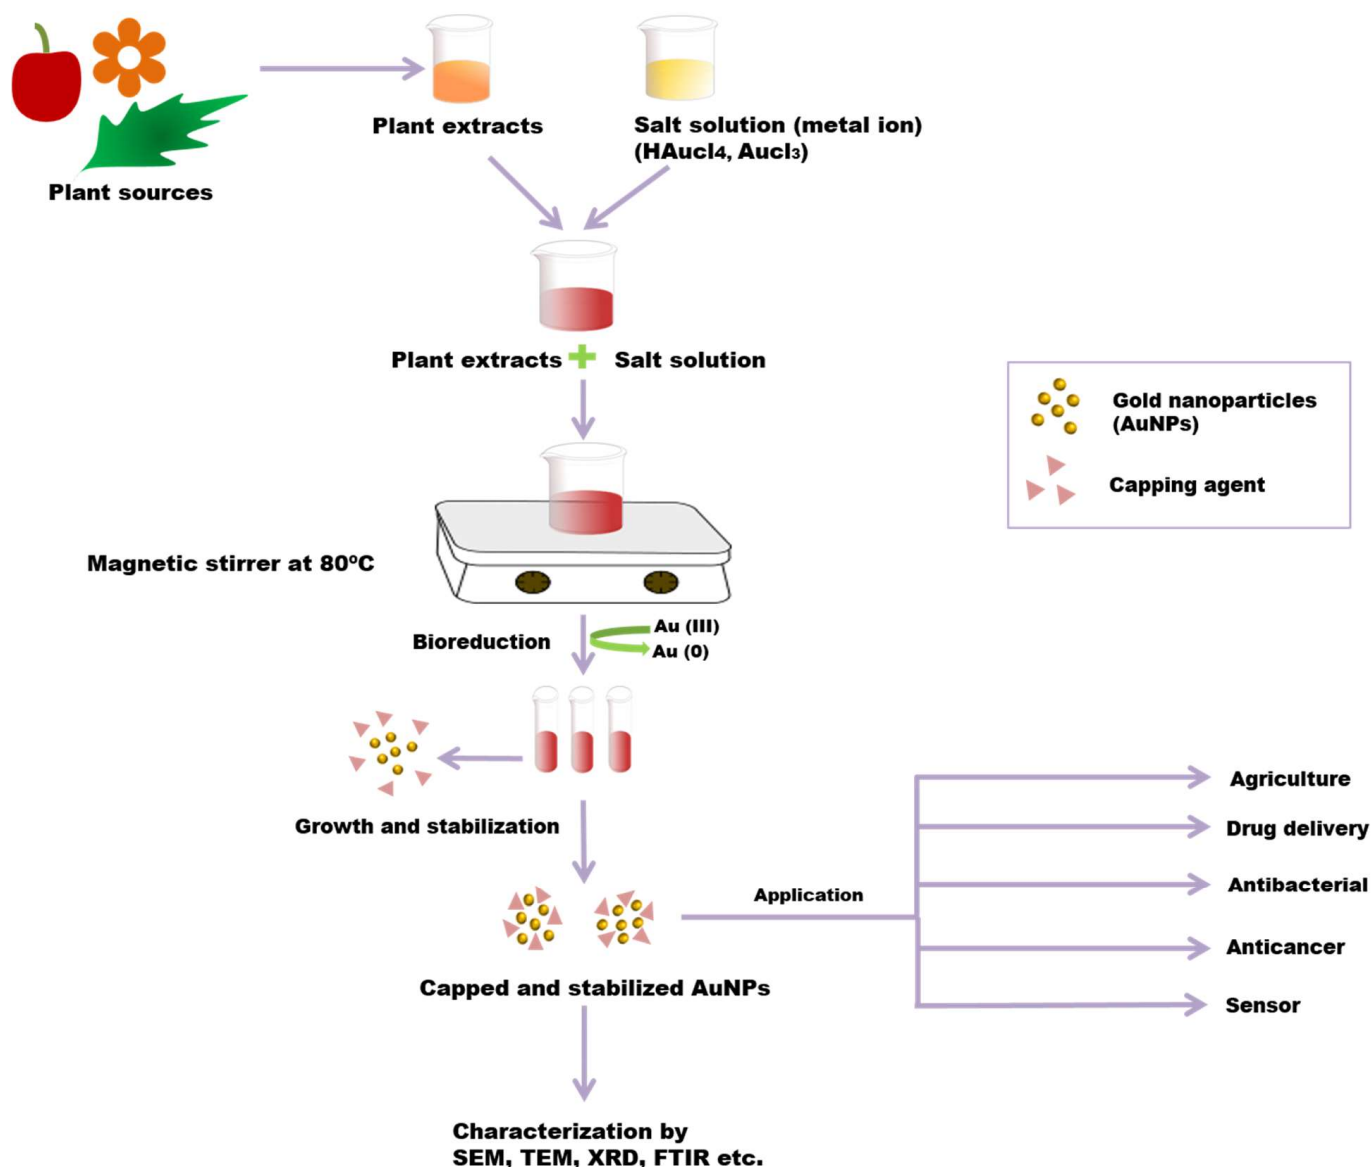 Plant sources
Plant extracts
Salt solution (metal ion)
(HAucl₄, Aucl₃)
Plant extracts + Salt solution
Gold nanoparticles
(AuNPs)
Capping agent
Magnetic stirrer at 80ºC
Bioreduction
Au (III)
Au (0)
Growth and stabilization
Application
Agriculture
Drug delivery
Antibacterial
Anticancer
Sensor
Capped and stabilized AuNPs
Characterization by
SEM, TEM, XRD, FTIR etc.